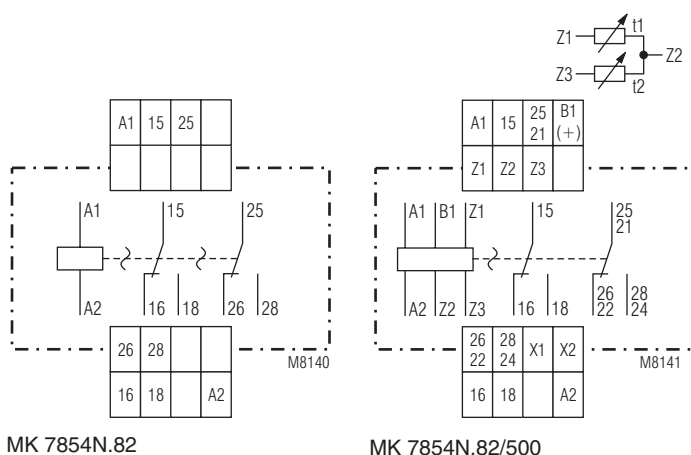 Z1 t1
Z2
Z3 t2
A1 15 25
A1 15 25 21 B1 (+)
Z1 Z2 Z3
A1 15 25
A2 16 18 26 28
A1 B1 Z1 15 25 21
A2 Z2 Z3 16 18 26 22 28 24
26 28
16 18 A2
M8140
26 22 28 24 X1 X2
16 18 A2
M8141
MK 7854N.82
MK 7854N.82/500